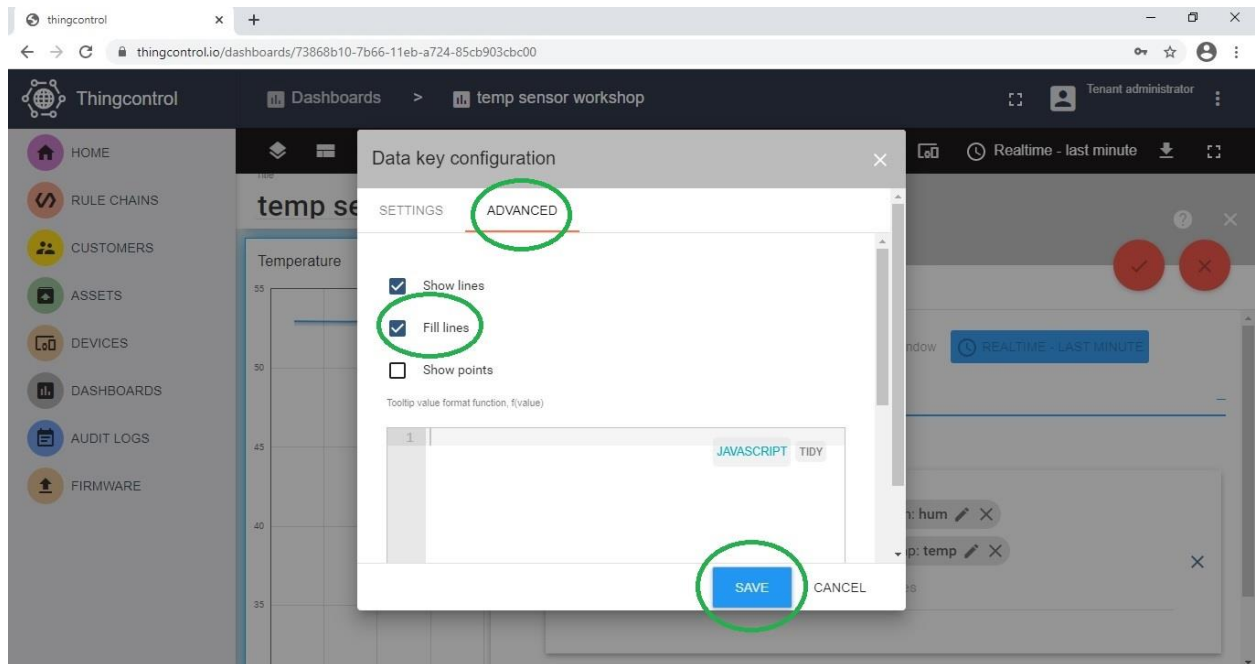 thingcontrol
thingcontrol.io/dashboards/73868b10-7b66-11eb-a724-85cb903cbc00
Thingcontrol
Dashboards > temp sensor workshop
Tenant administrator
HOME
RULE CHAINS
CUSTOMERS
ASSETS
DEVICES
DASHBOARDS
AUDIT LOGS
FIRMWARE
Realtime - last minute
Title
temp se
Temperature
55
50
45
40
35
Data key configuration
SETTINGS ADVANCED
Show lines
Fill lines
Show points
Tooltip value format function, f(value)
1
JAVASCRIPT TIDY
SAVE CANCEL
ndow REALTIME - LAST MINUTE
: hum
p: temp
es